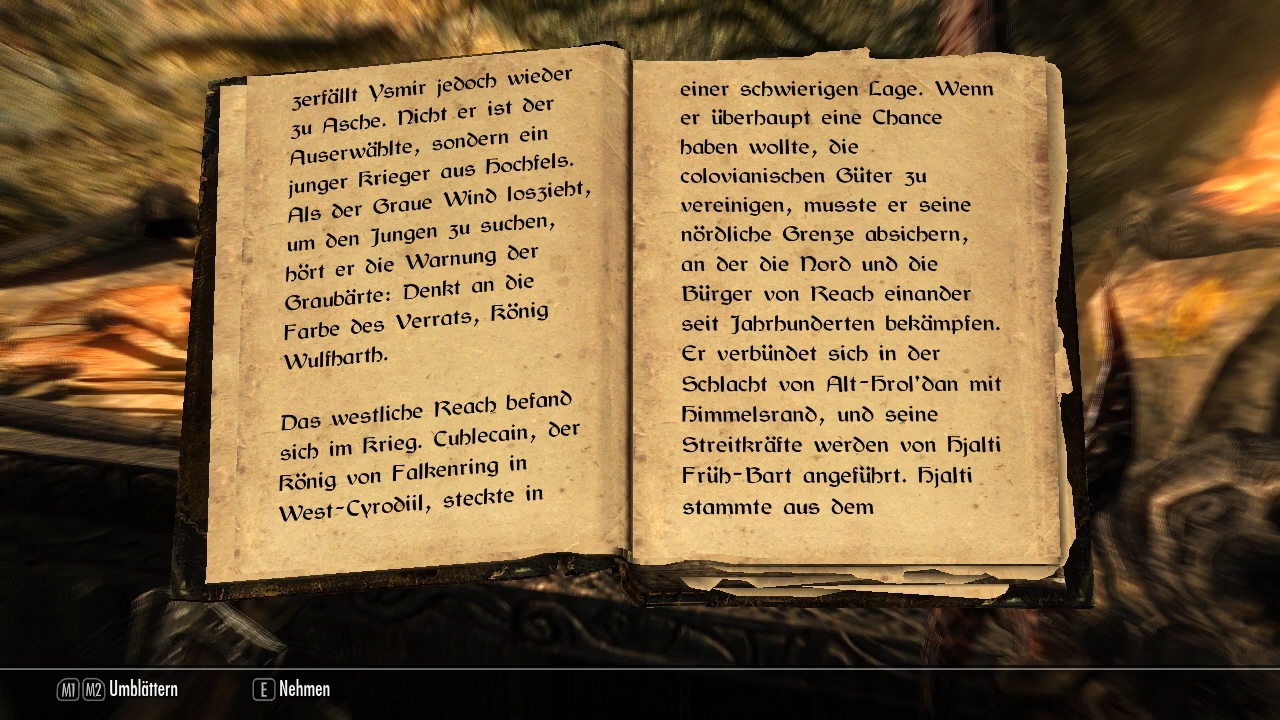 zerfällt Ysmir jedoch wieder
zu Asche. Nicht er ist der
Auserwählte, sondern ein
junger Krieger aus Hochfels.
Als der Graue Wind loszieht,
um den Jungen zu suchen,
hört er die Warnung der
Graubärte: Denkt an die
Farbe des Verrats, König
Wulfharth.
Das westliche Reach befand
sich im Krieg. Cuhlecain, der
König von Falkenring in
West-Cyrodiil, steckte in
einer schwierigen Lage. Wenn
er überhaupt eine Chance
haben wollte, die
colovianischen Güter zu
vereinigen, musste er seine
nördliche Grenze absichern,
an der die Nord und die
Bürger von Reach einander
seit Jahrhunderten bekämpfen.
Er verbündet sich in der
Schlacht von Alt-Hrol'dan mit
Himmelsrand, und seine
Streitkräfte werden von Hjalti
Früh-Bart angeführt. Hjalti
stammte aus dem
M1 M2 Umblättern
E Nehmen